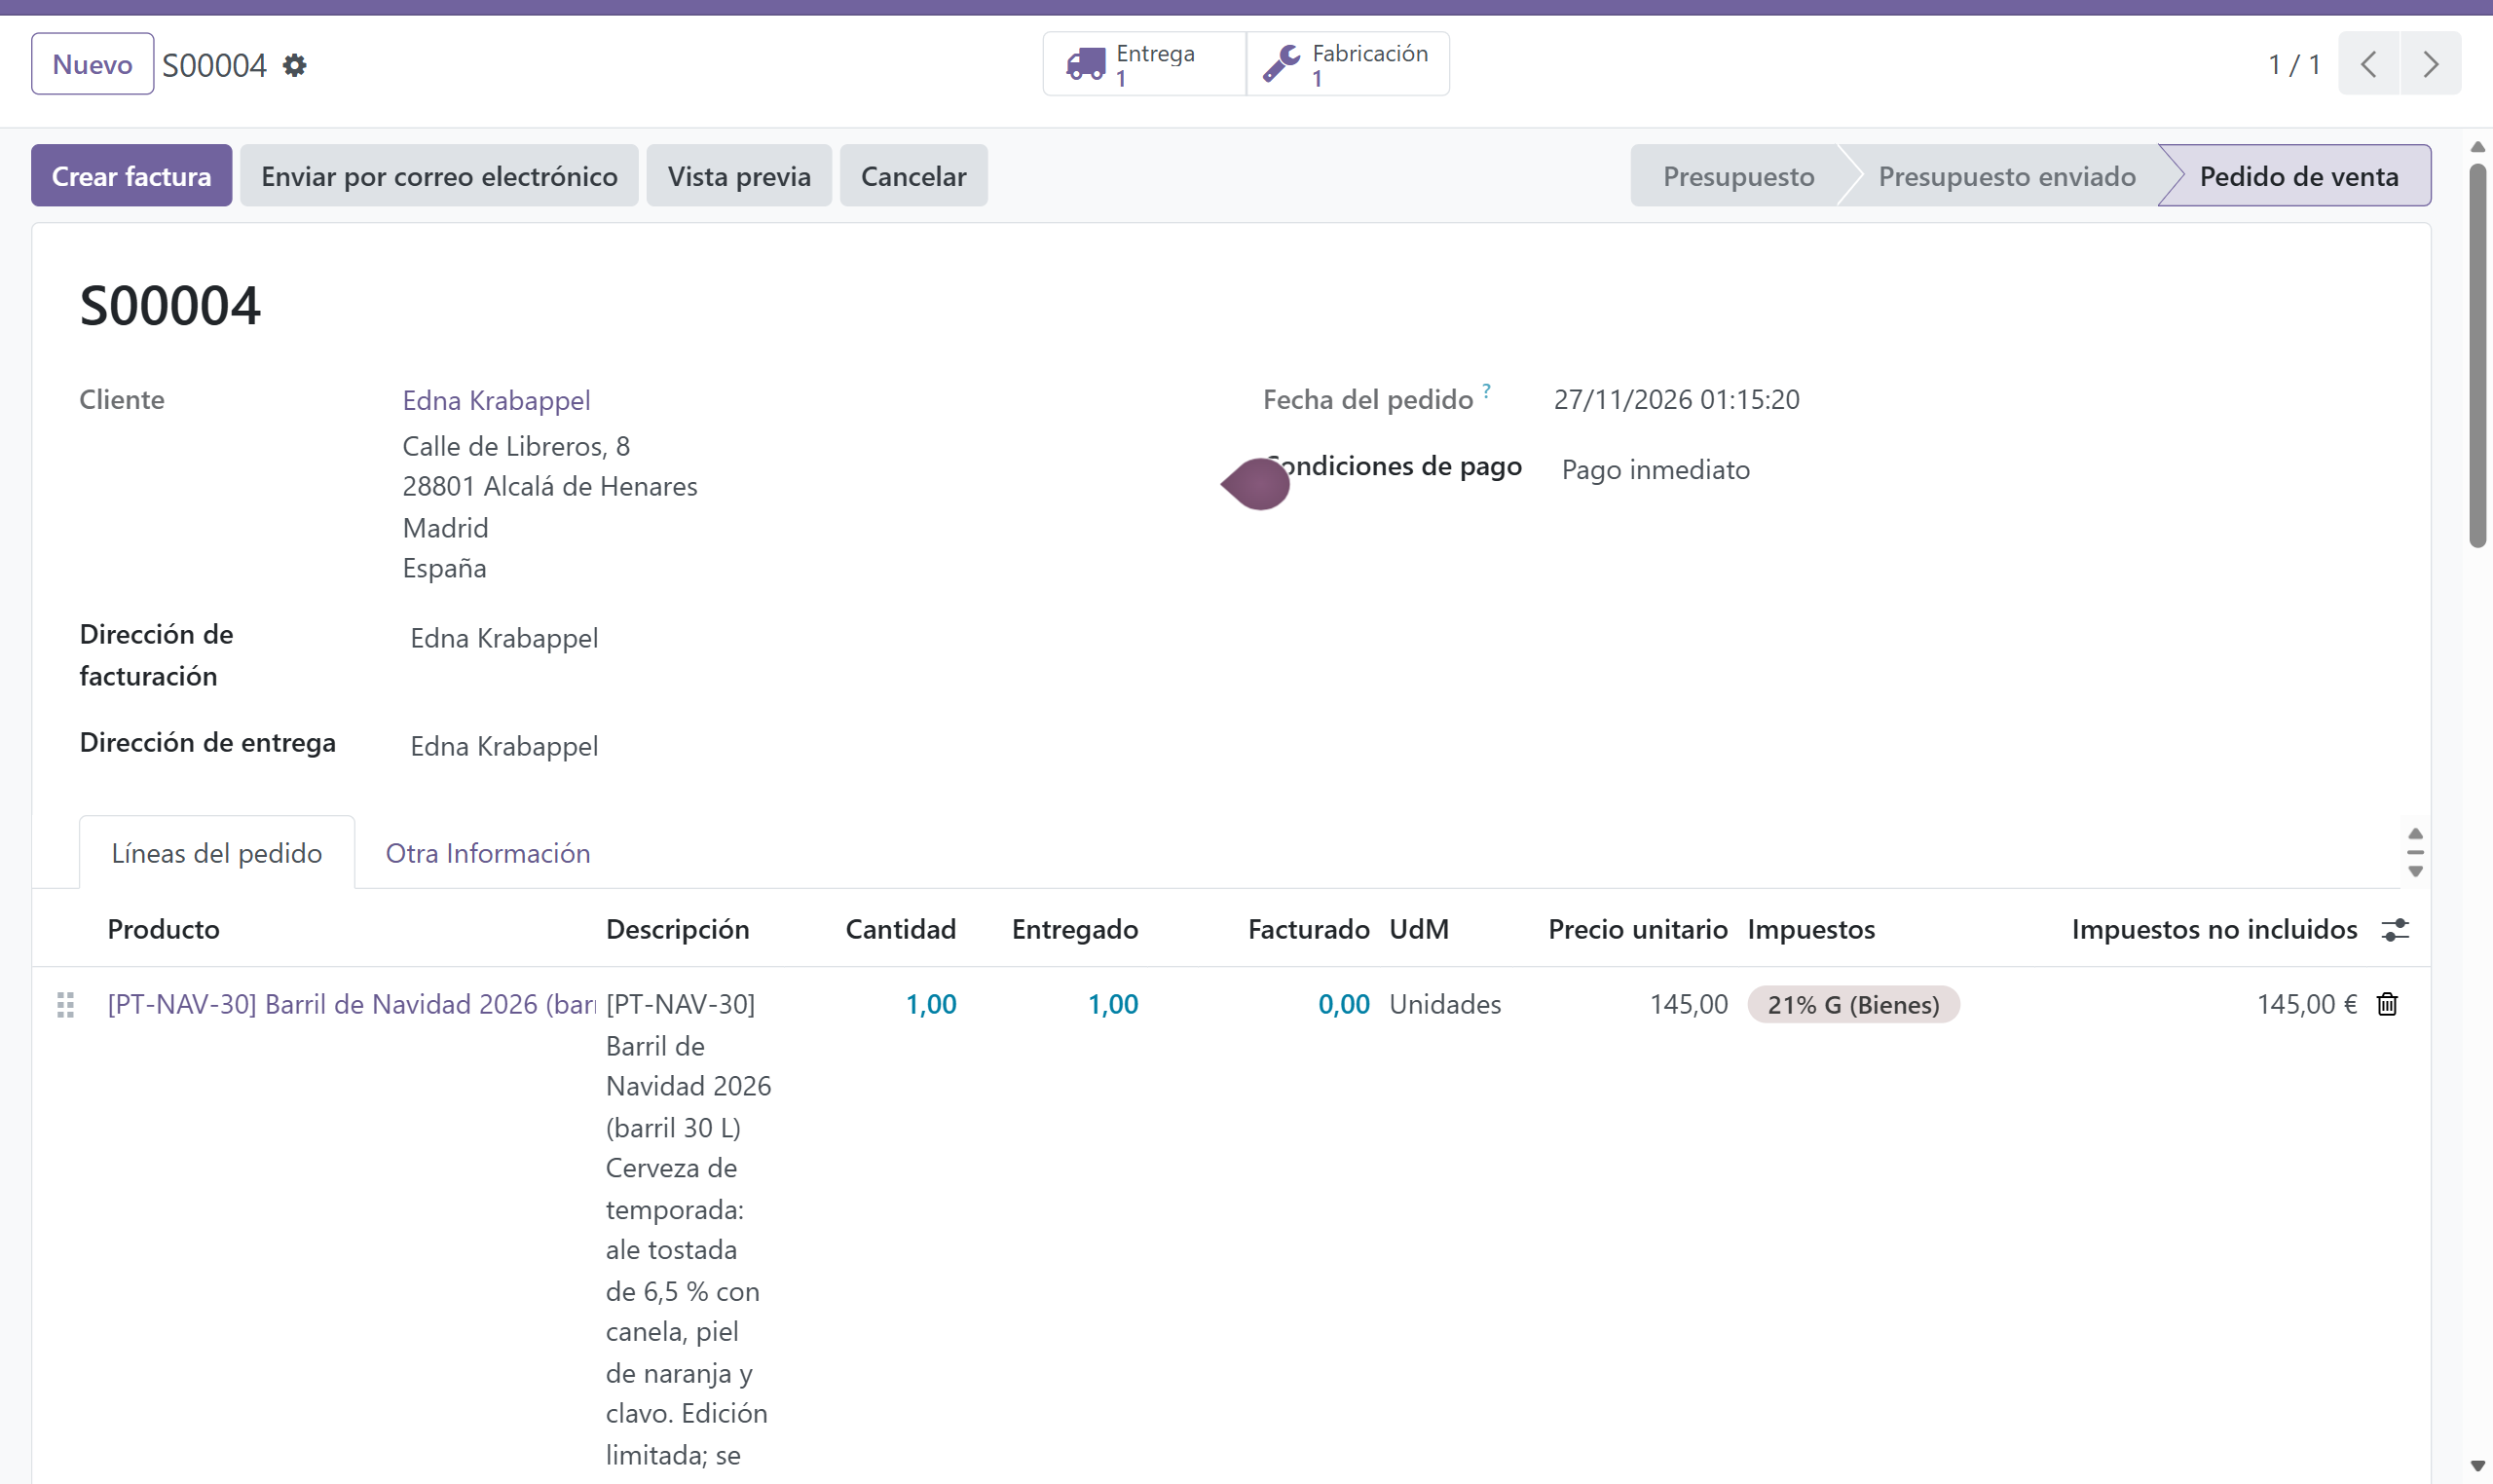 Nuevo S00004
Entrega
1
Fabricación
1
1 / 1
Crear factura Enviar por correo electrónico Vista previa Cancelar
Presupuesto Presupuesto enviado Pedido de venta
S00004
Cliente
Edna Krabappel
Calle de Libreros, 8
28801 Alcalá de Henares
Madrid
España
Fecha del pedido ? 27/11/2026 01:15:20
Condiciones de pago Pago inmediato
Dirección de
facturación
Edna Krabappel
Dirección de entrega Edna Krabappel
Líneas del pedido Otra Información
Producto Descripción Cantidad Entregado Facturado UdM Precio unitario Impuestos Impuestos no incluidos
[PT-NAV-30] Barril de Navidad 2026 (barr [PT-NAV-30] 1,00 1,00 0,00 Unidades 145,00 21% G (Bienes) 145,00 €
Barril de
Navidad 2026
(barril 30 L)
Cerveza de
temporada:
ale tostada
de 6,5 % con
canela, piel
de naranja y
clavo. Edición
limitada; se